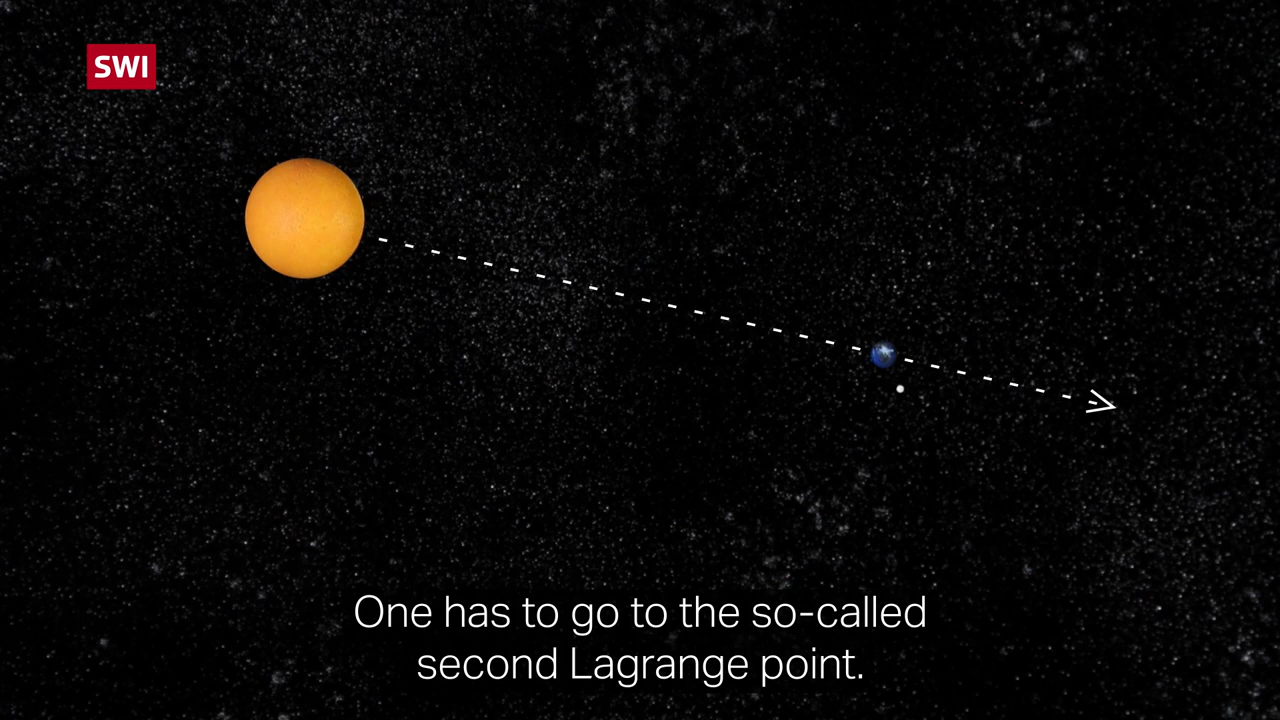 SWI
One has to go to the so-called
second Lagrange point.